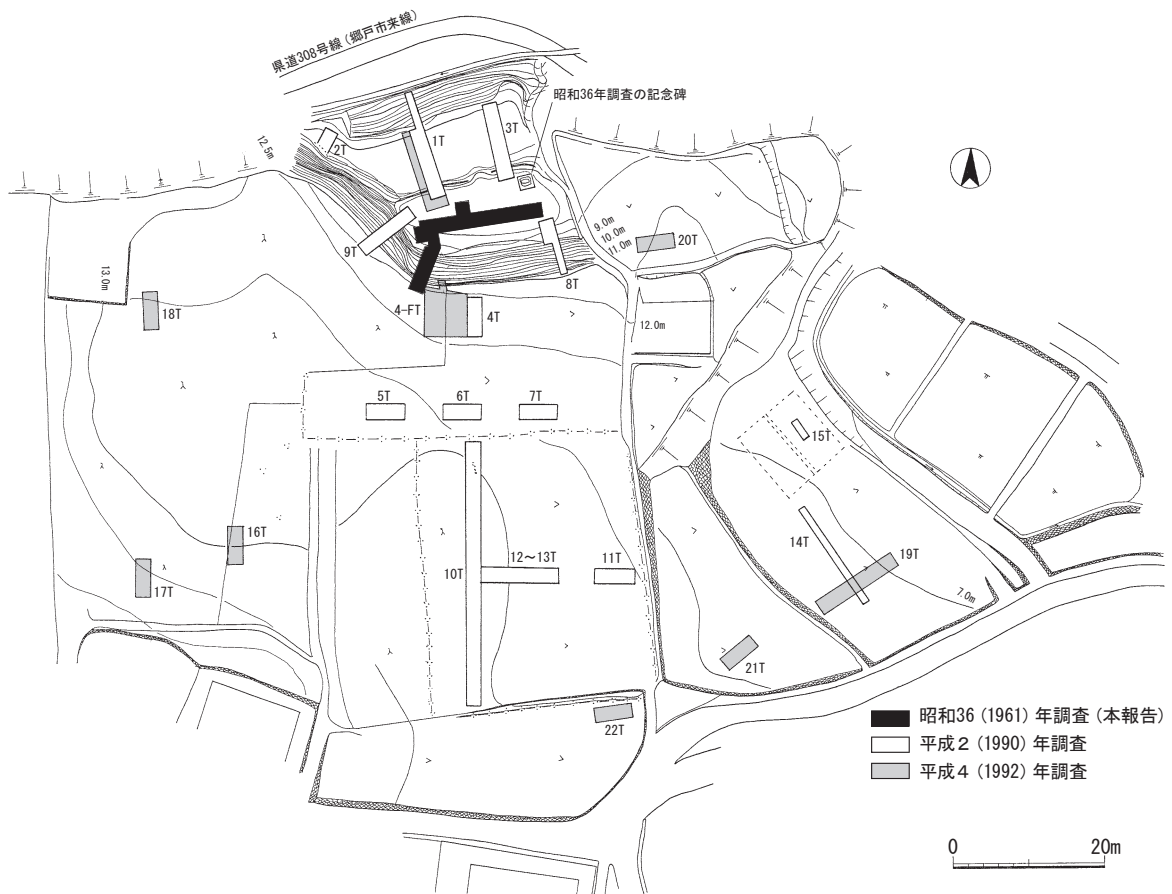 県道308号線（郷戸市来線）
昭和36年調査の記念碑
12.5m
2T
1T
3T
9T
8T
9.0m
10.0m
11.0m
20T
13.0m
18T
4-FT
4T
12.0m
5T
6T
7T
15T
16T
17T
10T
12～13T
11T
14T
19T
7.0m
21T
22T
昭和36（1961）年調査（本報告）
平成２（1990）年調査
平成４（1992）年調査
0
20m